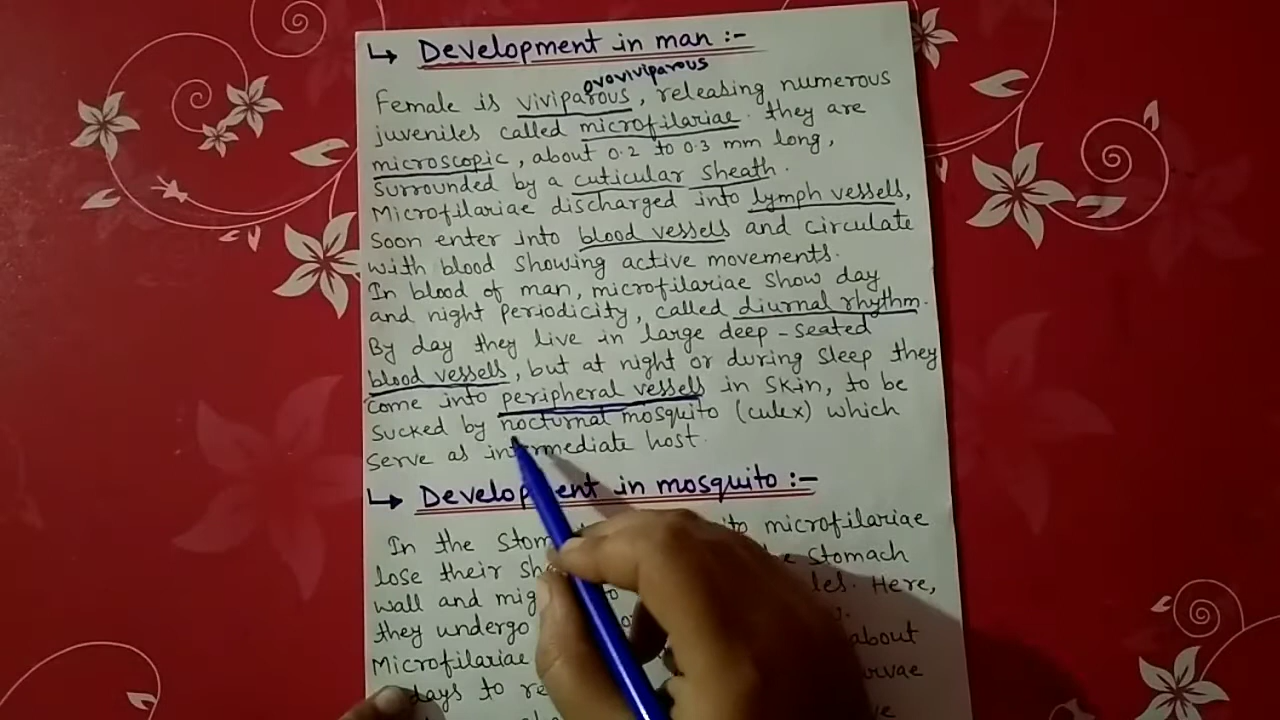 ↳ Development in man :-
ovoviviparous
Female is viviparous, releasing numerous
juveniles called microfilariae. they are
microscopic, about 0.2 to 0.3 mm long,
surrounded by a cuticular sheath.
Microfilariae discharged into lymph vessels,
soon enter into blood vessels and circulate
with blood showing active movements.
In blood of man, microfilariae show day
and night periodicity, called diurnal rhythm.
By day they live in large deep-seated
blood vessels, but at night or during sleep they
come into peripheral vessels in skin, to be
sucked by nocturnal mosquito (culex) which
serve as intermediate host.
↳ Development in mosquito :-
In the microfilariae
lose their stomach
wall and Here,
they undergo
Microfilariae about
days to